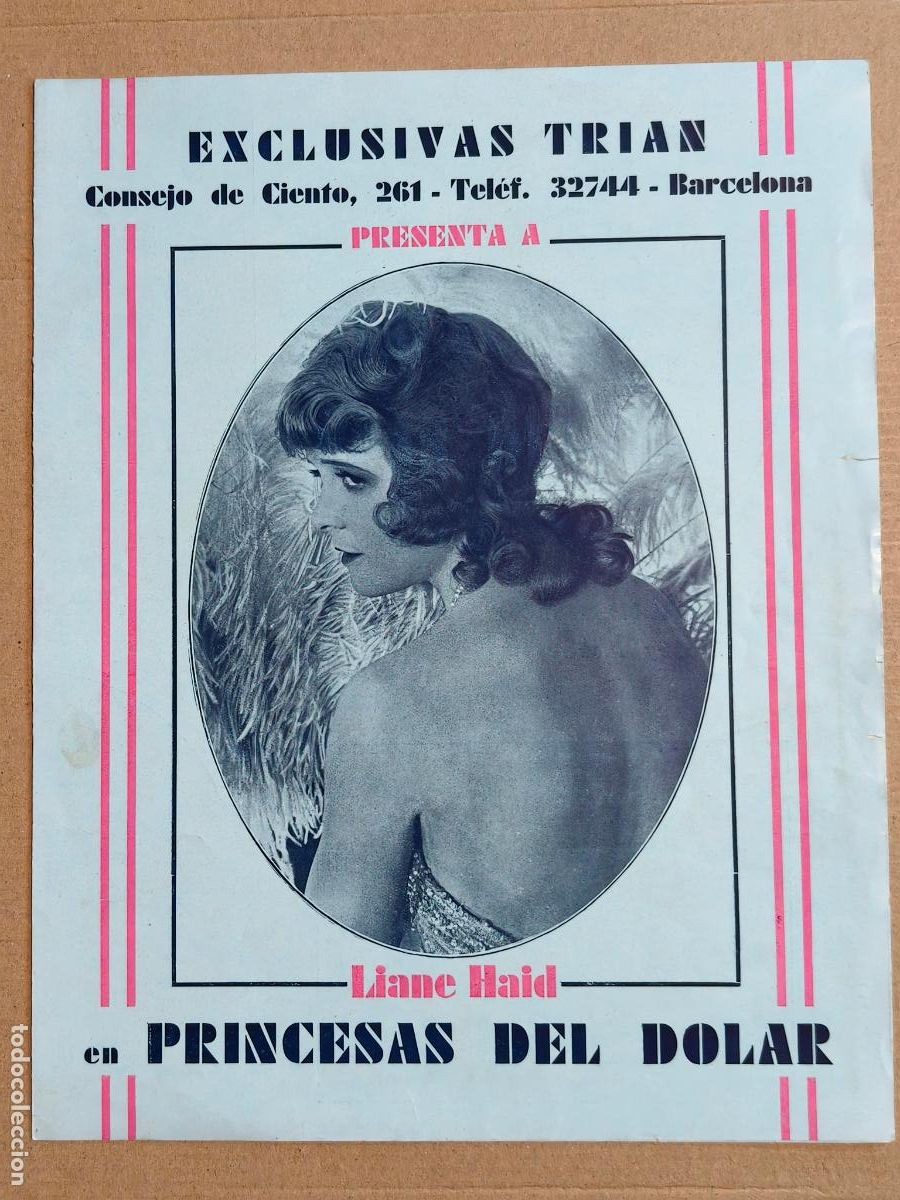 EXCLUSIVAS TRIAN
Consejo de Ciento, 261 - Teléf. 32744 - Barcelona
PRESENTA A
Liane Haid
en PRINCESAS DEL DOLAR
todocoleccion